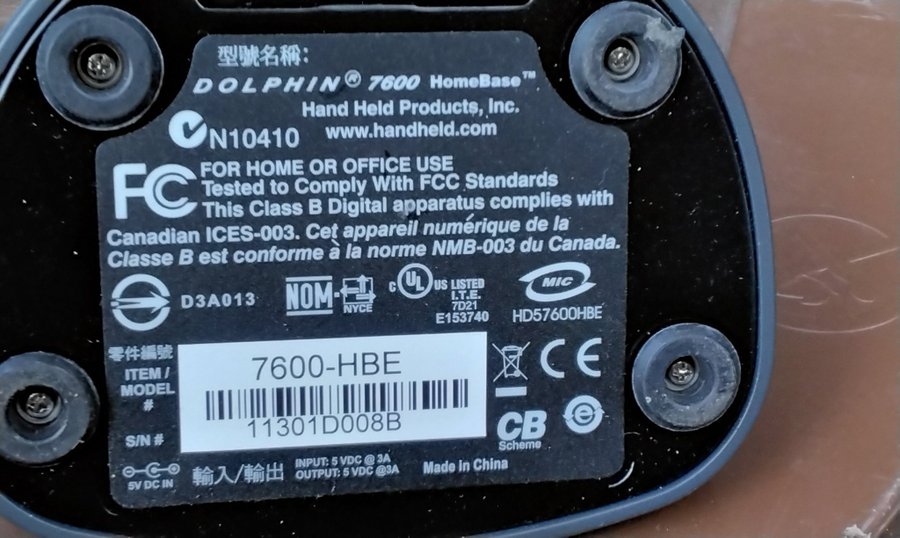 型號名稱:
DOLPHIN® 7600 HomeBase™
Hand Held Products, Inc.
N10410 www.handheld.com
FC FOR HOME OR OFFICE USE
Tested to Comply With FCC Standards
This Class B Digital apparatus complies with
Canadian ICES-003. Cet appareil numérique de la
Classe B est conforme à la norme NMB-003 du Canada.
D3A013
NOM
NYCE
C UL US LISTED
I.T.E.
7D21
E153740
MIC
HD57600HBE
零件編號
ITEM /
MODEL
#
7600-HBE
11301D008B
S/N #
CE
CB
Scheme
5V DC IN
輸入/輸出
INPUT: 5 VDC @ 3A
OUTPUT: 5 VDC @3A
Made in China